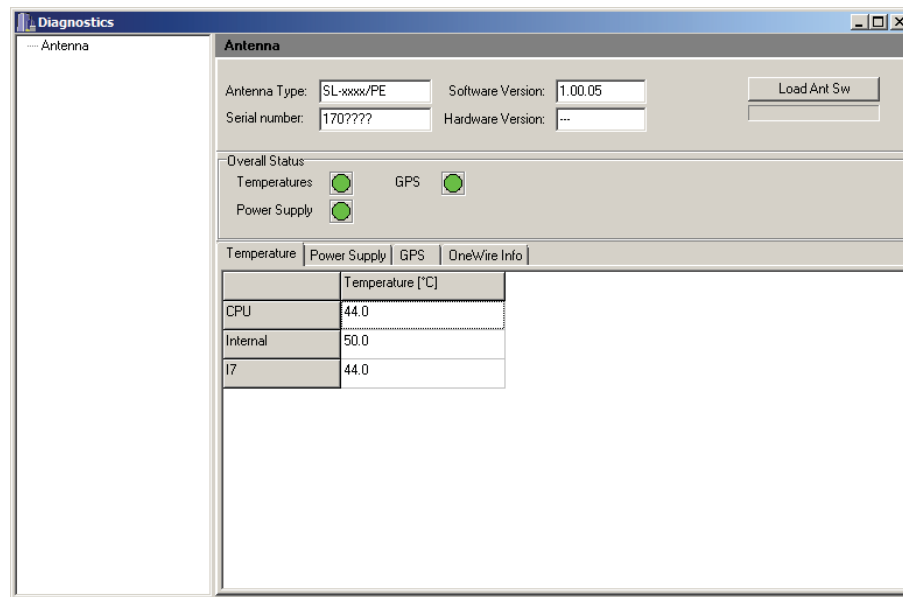 Diagnostics
Antenna
Antenna
Antenna Type: SL-xxxx/PE Software Version: 1.00.05 Load Ant Sw
Serial number: 170???? Hardware Version: ---
Overall Status
Temperatures GPS
Power Supply
Temperature Power Supply GPS OneWire Info
Temperature [°C]
CPU 44.0
Internal 50.0
I7 44.0